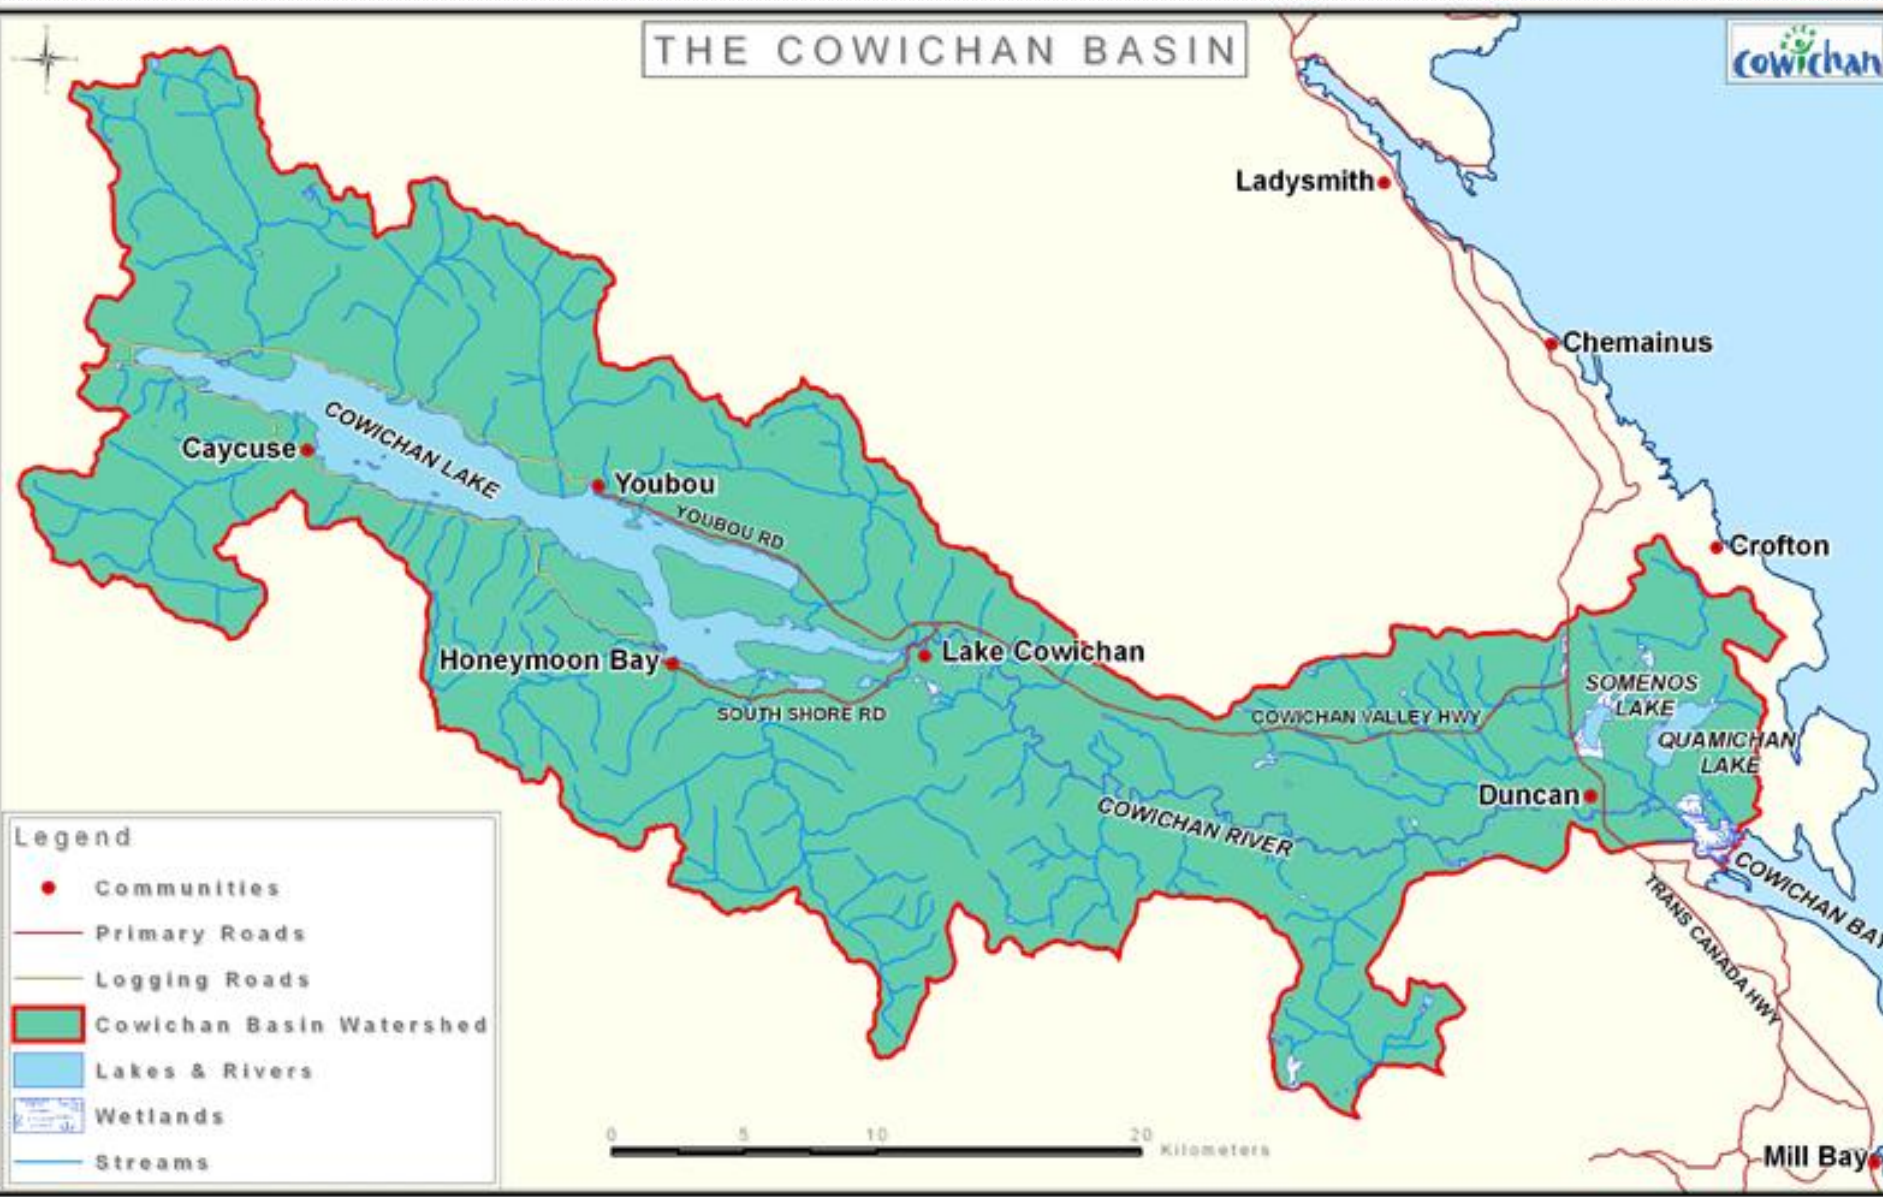 THE COWICHAN BASIN
cowichan
Ladysmith
Chemainus
COWICHAN LAKE
Caycuse
Youbou
YOUBOU RD
Crofton
Honeymoon Bay
Lake Cowichan
SOUTH SHORE RD
COWICHAN VALLEY HWY
SOMENOS
LAKE
QUAMICHAN
LAKE
Duncan
COWICHAN RIVER
COWICHAN BAY
TRANS CANADA HWY
Mill Bay
Legend
Communities
Primary Roads
Logging Roads
Cowichan Basin Watershed
Lakes & Rivers
Wetlands
Streams
0 5 10 20
Kilometers